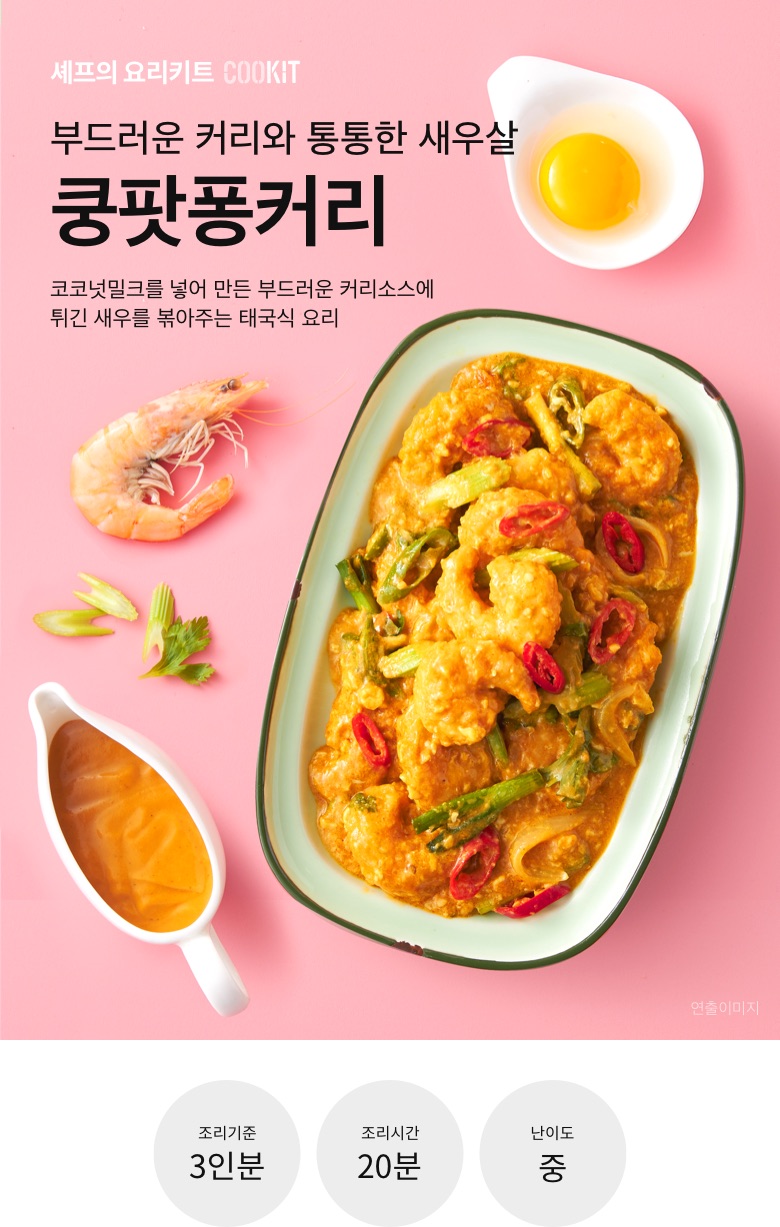 셰프의 요리키트 COOKIT
부드러운 커리와 통통한 새우살
쿵팟퐁커리
코코넛밀크를 넣어 만든 부드러운 커리소스에
튀긴 새우를 볶아주는 태국식 요리
연출이미지
조리기준
3인분
조리시간
20분
난이도
중